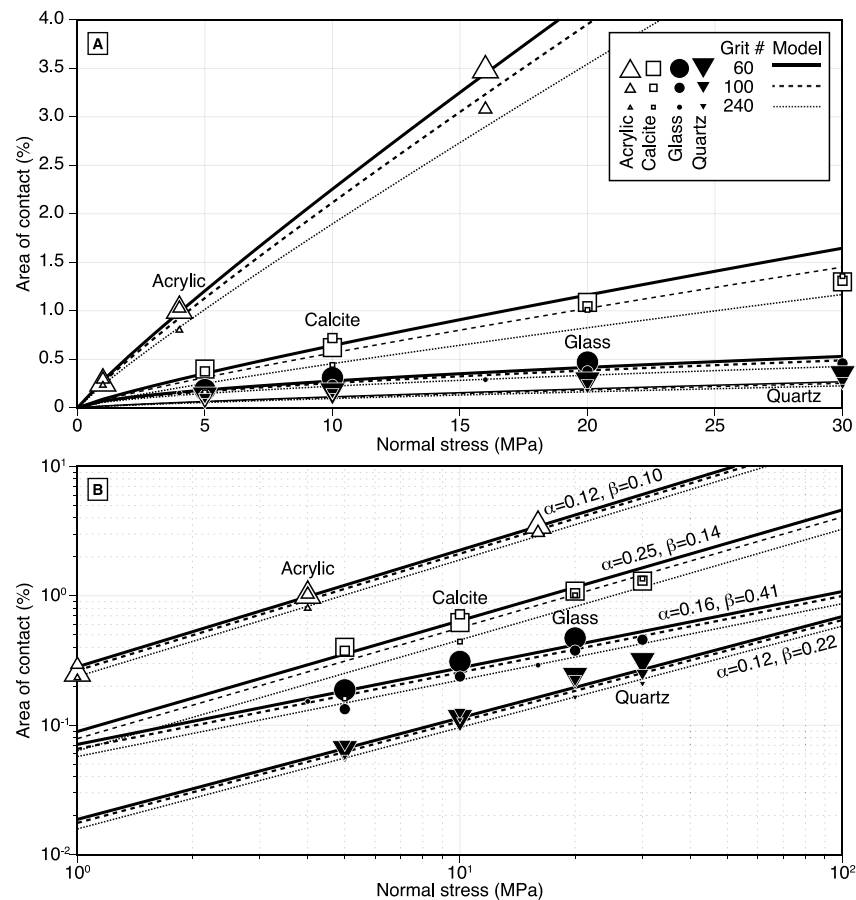 A
Grit # Model
60
100
240
Acrylic
Calcite
Glass
Quartz
4.0
3.5
3.0
2.5
2.0
1.5
1.0
0.5
0
Area of contact (%)
Acrylic
Calcite
Glass
Quartz
0 5 10 15 20 25 30
Normal stress (MPa)
B
10¹
10⁰
10⁻¹
10⁻²
Area of contact (%)
α=0.12, β=0.10
Acrylic
α=0.25, β=0.14
Calcite
α=0.16, β=0.41
Glass
α=0.12, β=0.22
Quartz
10⁰ 10¹ 10²
Normal stress (MPa)